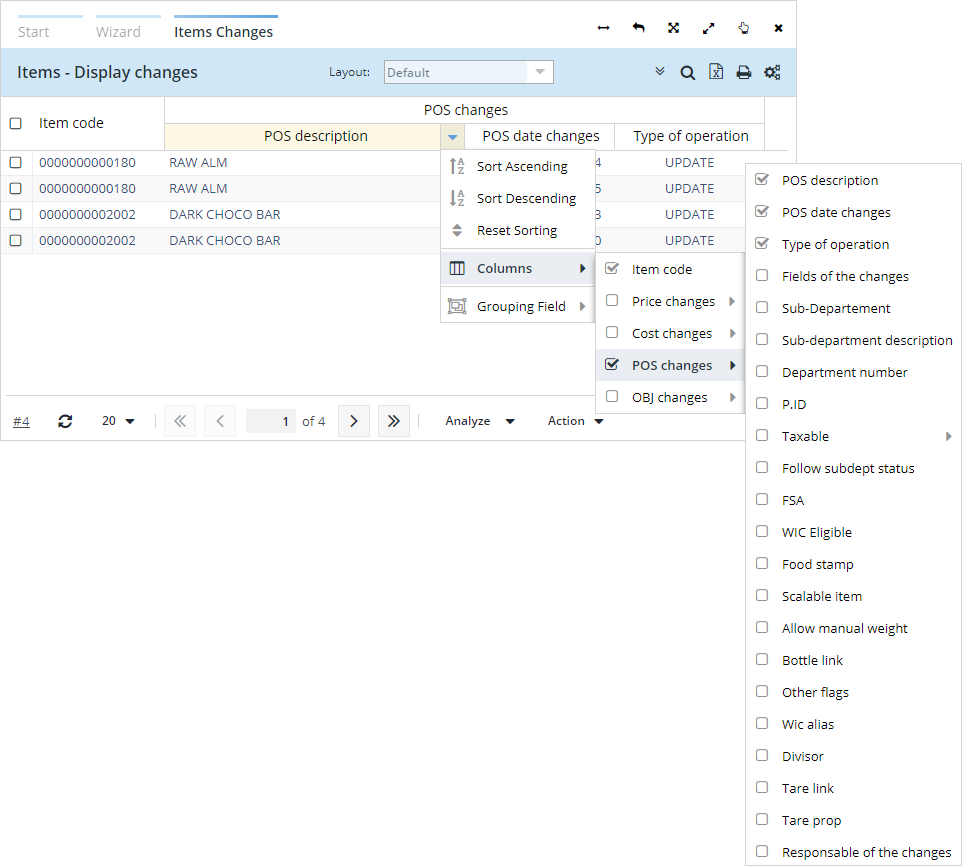 Start
Wizard
Items Changes
Items - Display changes
Layout:
Default
Item code
POS changes
POS description
POS date changes
Type of operation
0000000000180 RAW ALM 4 UPDATE
0000000000180 RAW ALM 5 UPDATE
0000000002002 DARK CHOCO BAR 3 UPDATE
0000000002002 DARK CHOCO BAR 0 UPDATE
Sort Ascending
Sort Descending
Reset Sorting
Columns
Grouping Field
Item code
Price changes
Cost changes
POS changes
OBJ changes
POS description
POS date changes
Type of operation
Fields of the changes
Sub-Departement
Sub-department description
Department number
P.ID
Taxable
Follow subdept status
FSA
WIC Eligible
Food stamp
Scalable item
Allow manual weight
Bottle link
Other flags
Wic alias
Divisor
Tare link
Tare prop
Responsable of the changes
#4
20
1 of 4
Analyze
Action